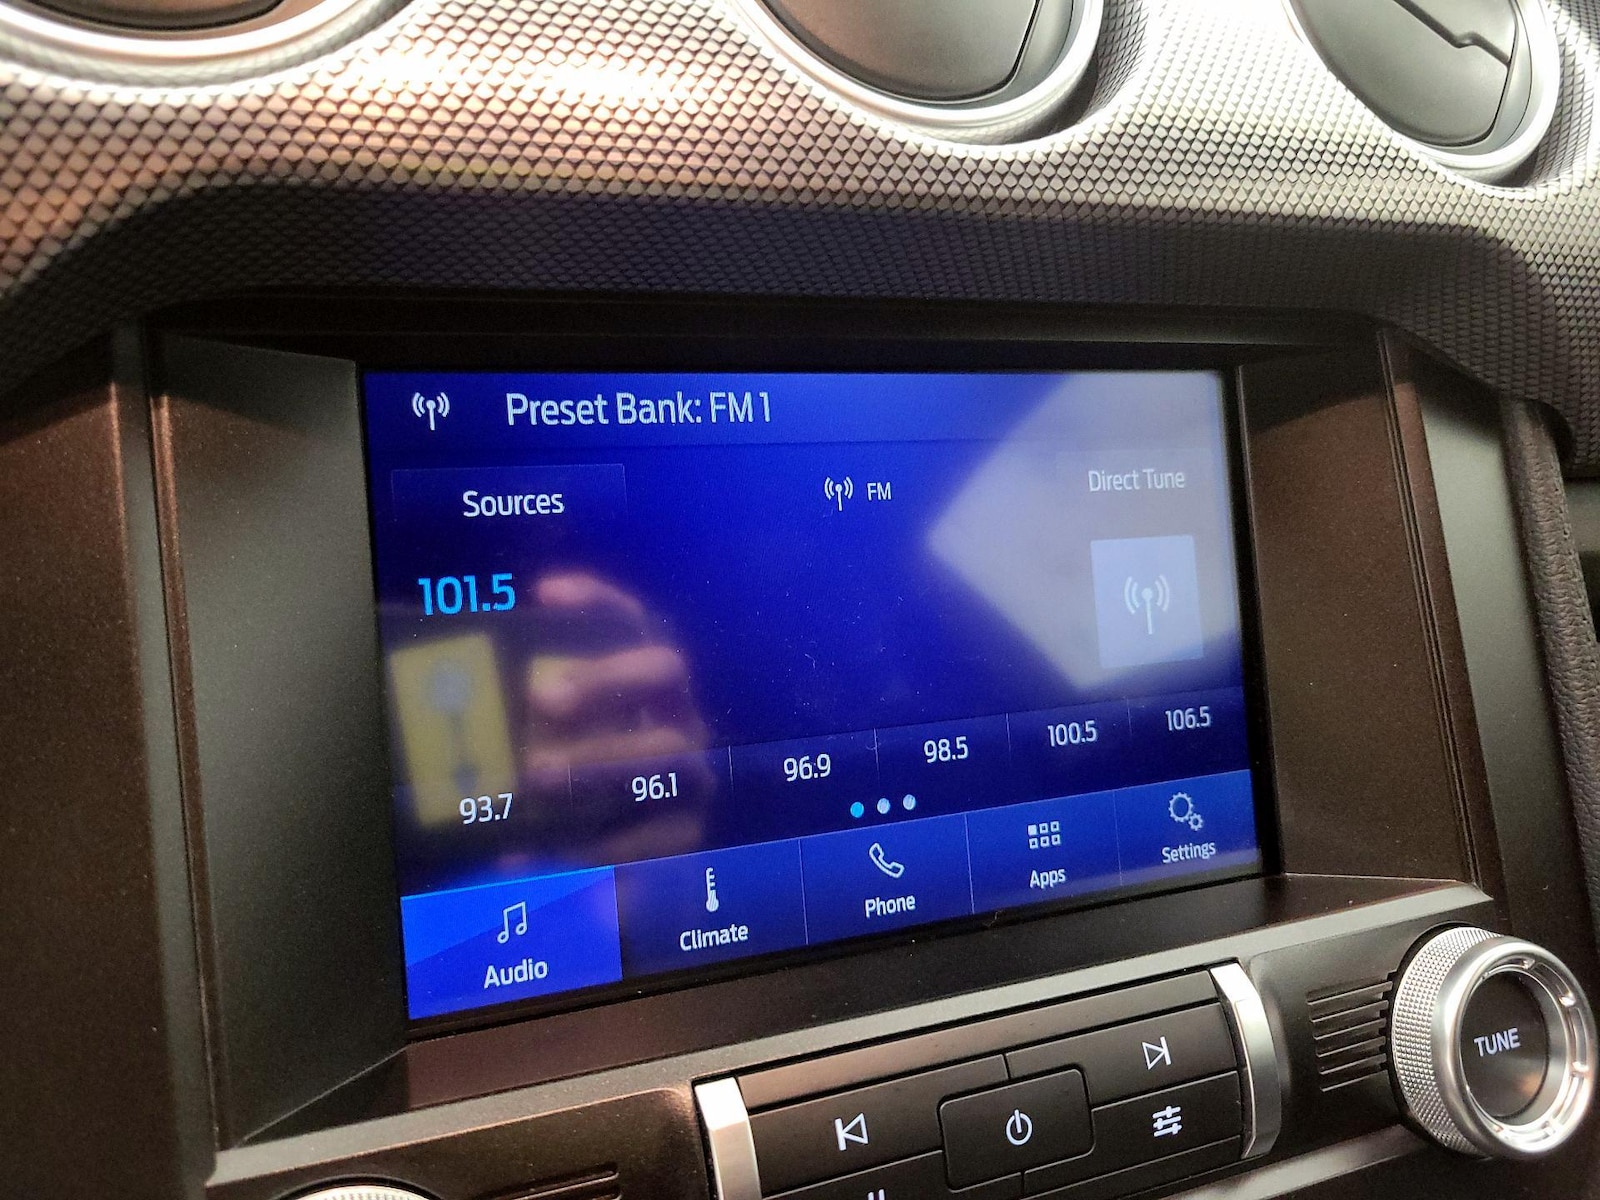 Preset Bank: FM 1
Sources
FM
Direct Tune
101.5
93.7
96.1
96.9
98.5
100.5
106.5
Audio
Climate
Phone
Apps
Settings
TUNE